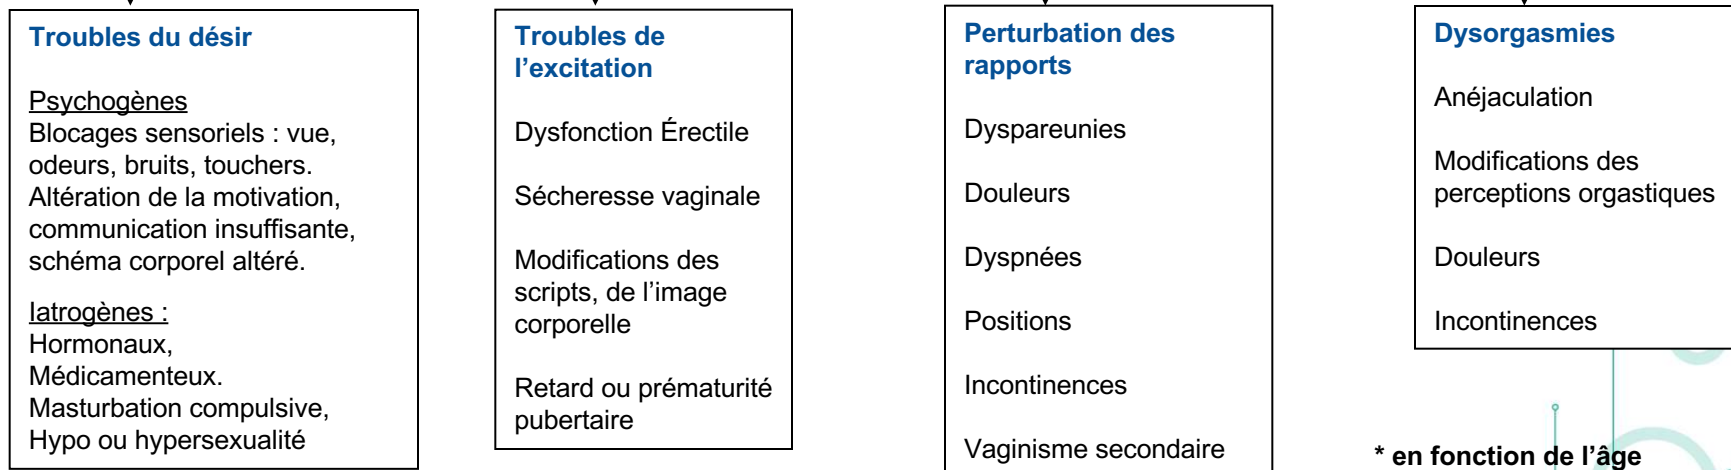 Troubles du désir
Psychogènes
Blocages sensoriels : vue,
odeurs, bruits, touchers.
Altération de la motivation,
communication insuffisante,
schéma corporel altéré.
Iatrogènes :
Hormonaux,
Médicamenteux.
Masturbation compulsive,
Hypo ou hypersexualité
Troubles de
l’excitation
Dysfonction Érectile
Sécheresse vaginale
Modifications des
scripts, de l’image
corporelle
Retard ou prématurité
pubertaire
Perturbation des
rapports
Dyspareunies
Douleurs
Dyspnées
Positions
Incontinences
Vaginisme secondaire
Dysorgasmies
Anéjaculation
Modifications des
perceptions orgastiques
Douleurs
Incontinences
* en fonction de l’âge